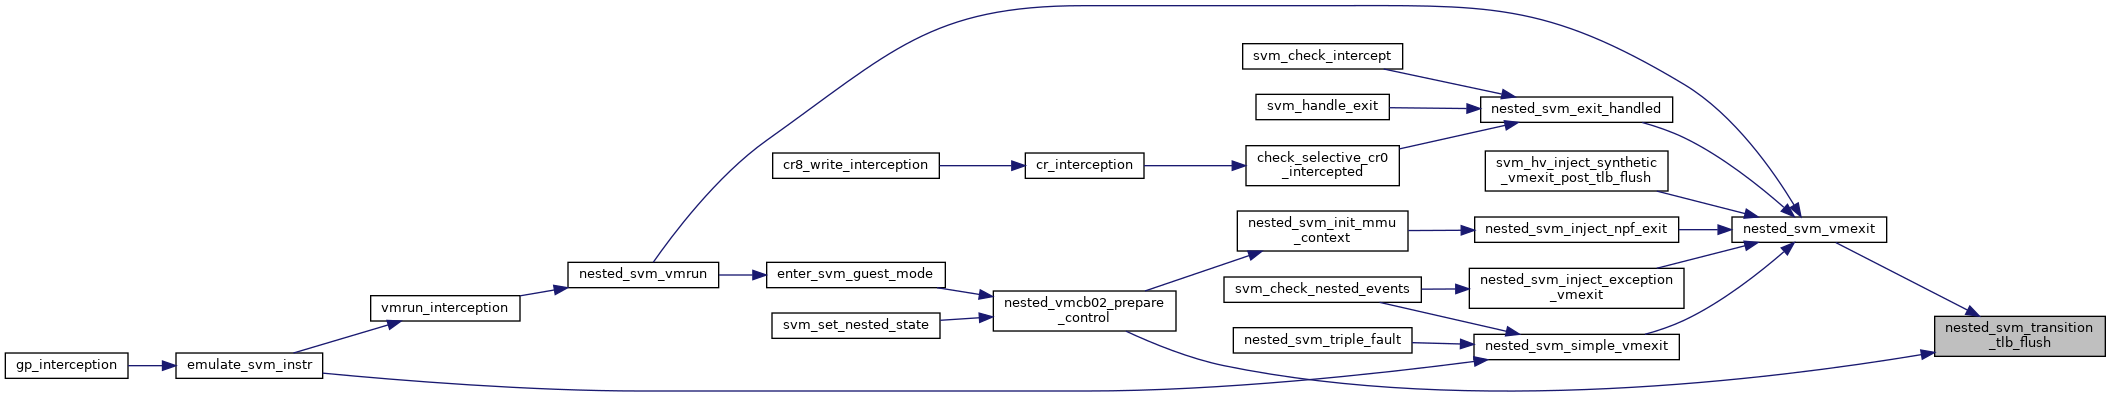 svm_check_intercept
svm_handle_exit
nested_svm_exit_handled
cr8_write_interception
cr_interception
check_selective_cr0
_intercepted
svm_hv_inject_synthetic
_vmexit_post_tlb_flush
nested_svm_init_mmu
_context
nested_svm_inject_npf_exit
nested_svm_vmexit
nested_svm_vmrun
enter_svm_guest_mode
svm_check_nested_events
nested_svm_inject_exception
_vmexit
vmrun_interception
svm_set_nested_state
nested_vmcb02_prepare
_control
nested_svm_triple_fault
nested_svm_simple_vmexit
nested_svm_transition
_tlb_flush
gp_interception
emulate_svm_instr